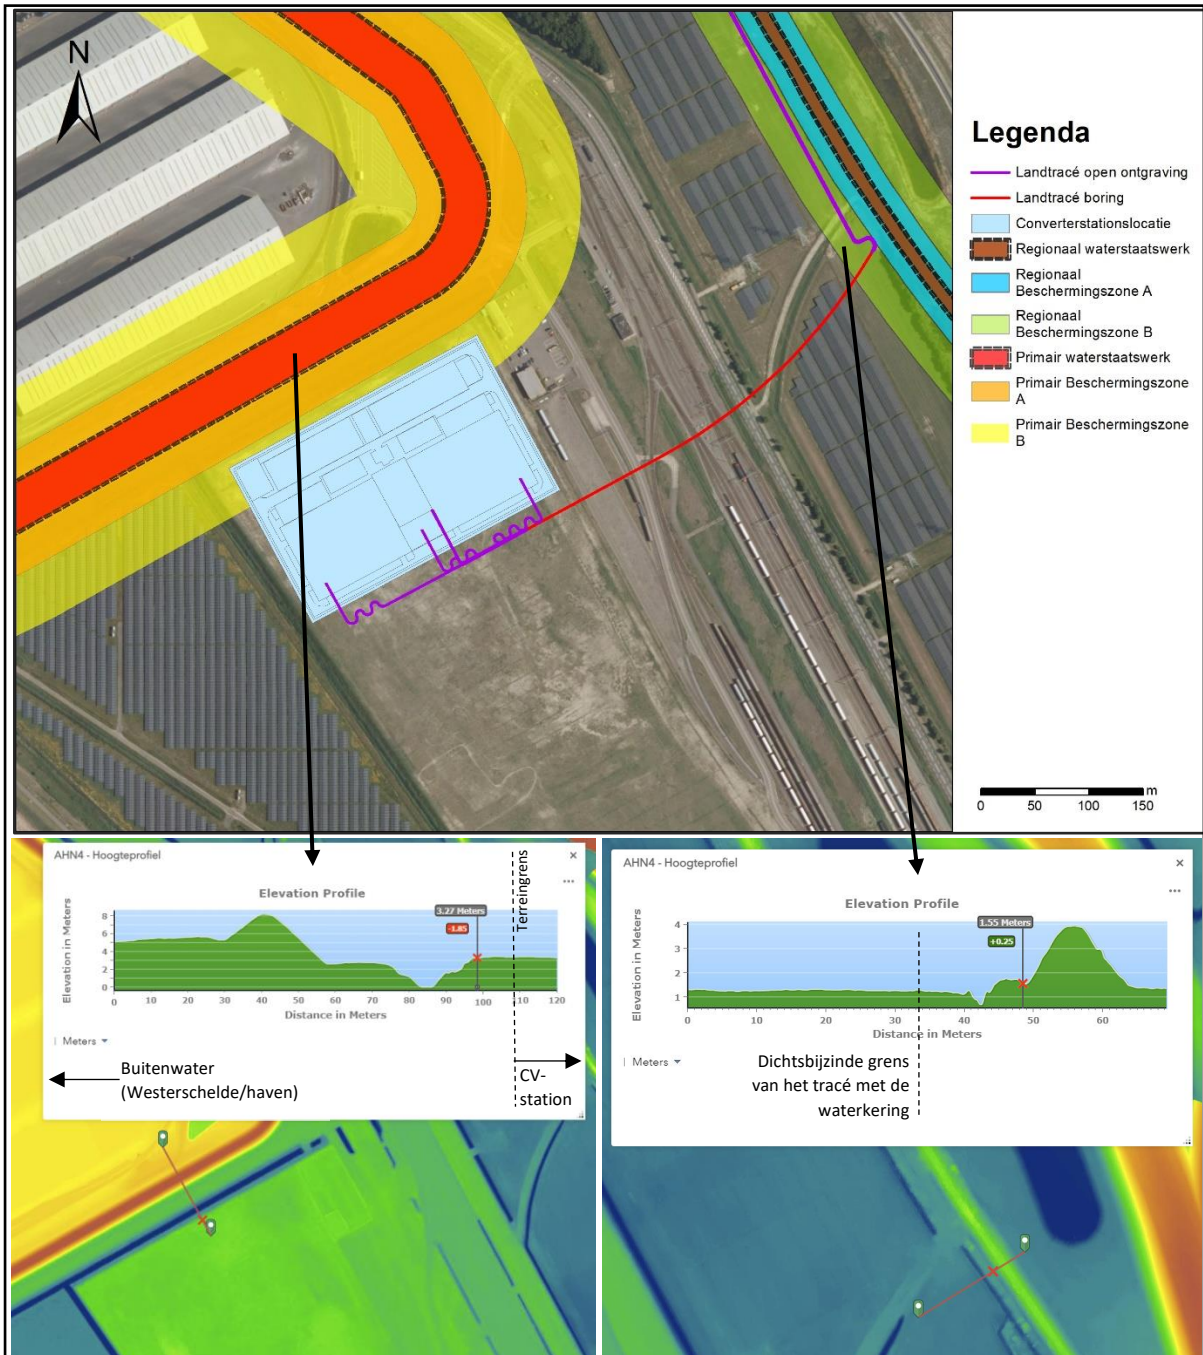 N
Legenda
Landtracé open ontgraving
Landtracé boring
Converterstationslocatie
Regionaal waterstaatswerk
Regionaal
Beschermingszone A
Regionaal
Beschermingszone B
Primair waterstaatswerk
Primair Beschermingszone
A
Primair Beschermingszone
B
m
0 50 100 150
AHN4 - Hoogteprofiel
×
...
Elevation Profile
Terreingrens
Elevation in Meters
8
6
4
2
0
3.27 Meters
-1.85
0 10 20 30 40 50 60 70 80 90 100 110 120
Distance in Meters
| Meters
Buitenwater
(Westerschelde/haven)
CV-
station
AHN4 - Hoogteprofiel
×
...
Elevation Profile
Elevation in Meters
4
3
2
1
1.55 Meters
+0.25
0 10 20 40 50 60
Distance in Meters
| Meters
Dichtsbijzinde grens
van het tracé met de
waterkering